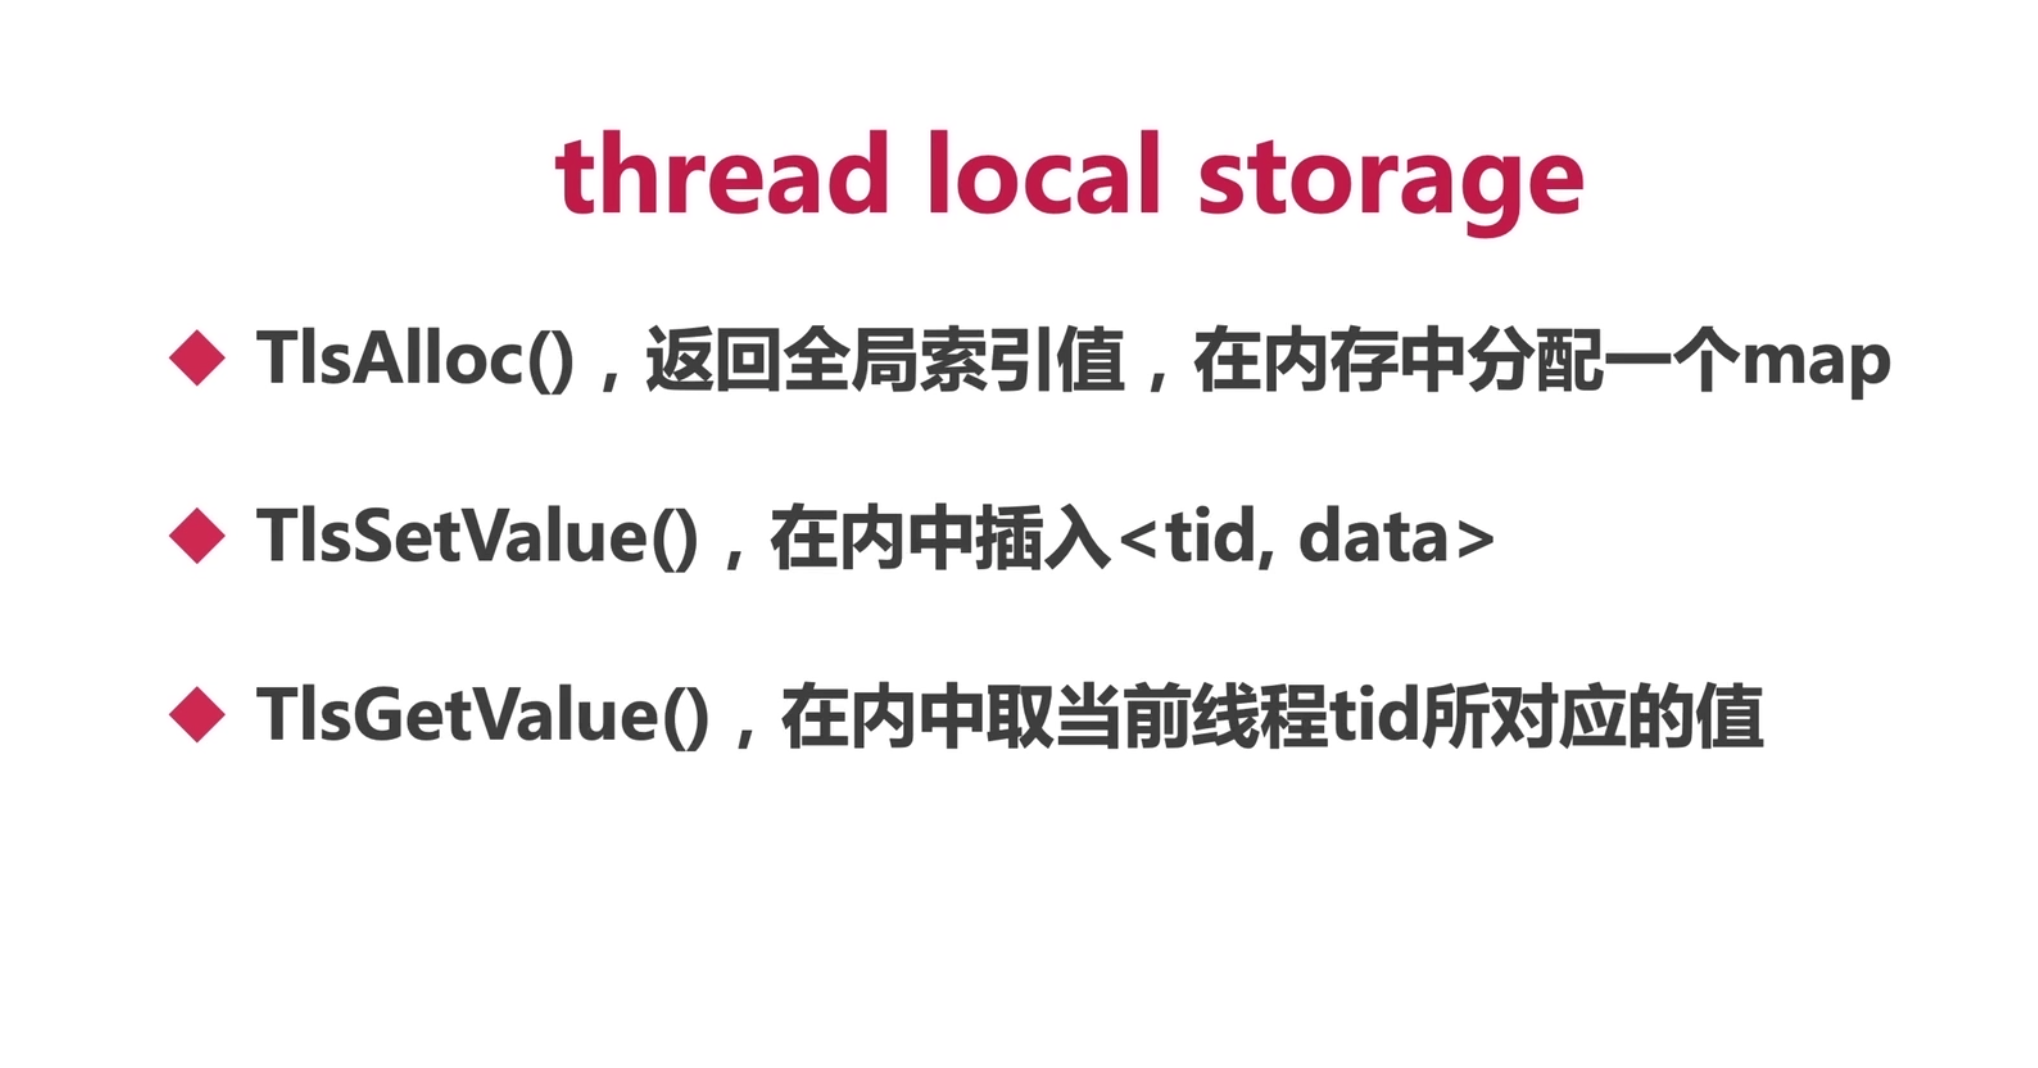 thread local storage
TlsAlloc()，返回全局索引值，在内存中分配一个map
TlsSetValue()，在内中插入<tid, data>
TlsGetValue()，在内中取当前线程tid所对应的值